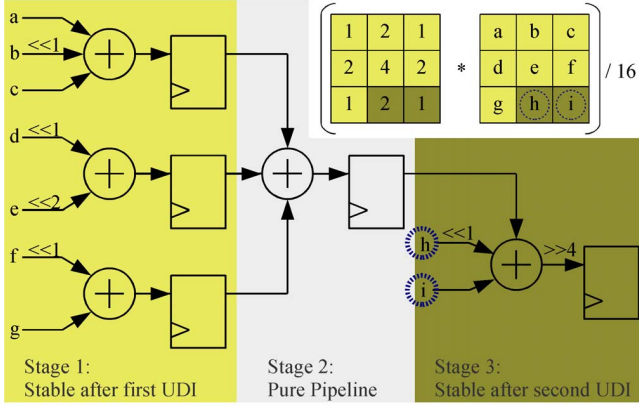 a
b <<1
c
d <<1
e <<2
f <<1
g
1 2 1
2 4 2
1 2 1
*
a b c
d e f
g h i
/ 16
h <<1
i
>>4
Stage 1:
Stable after first UDI
Stage 2:
Pure Pipeline
Stage 3:
Stable after second UDI